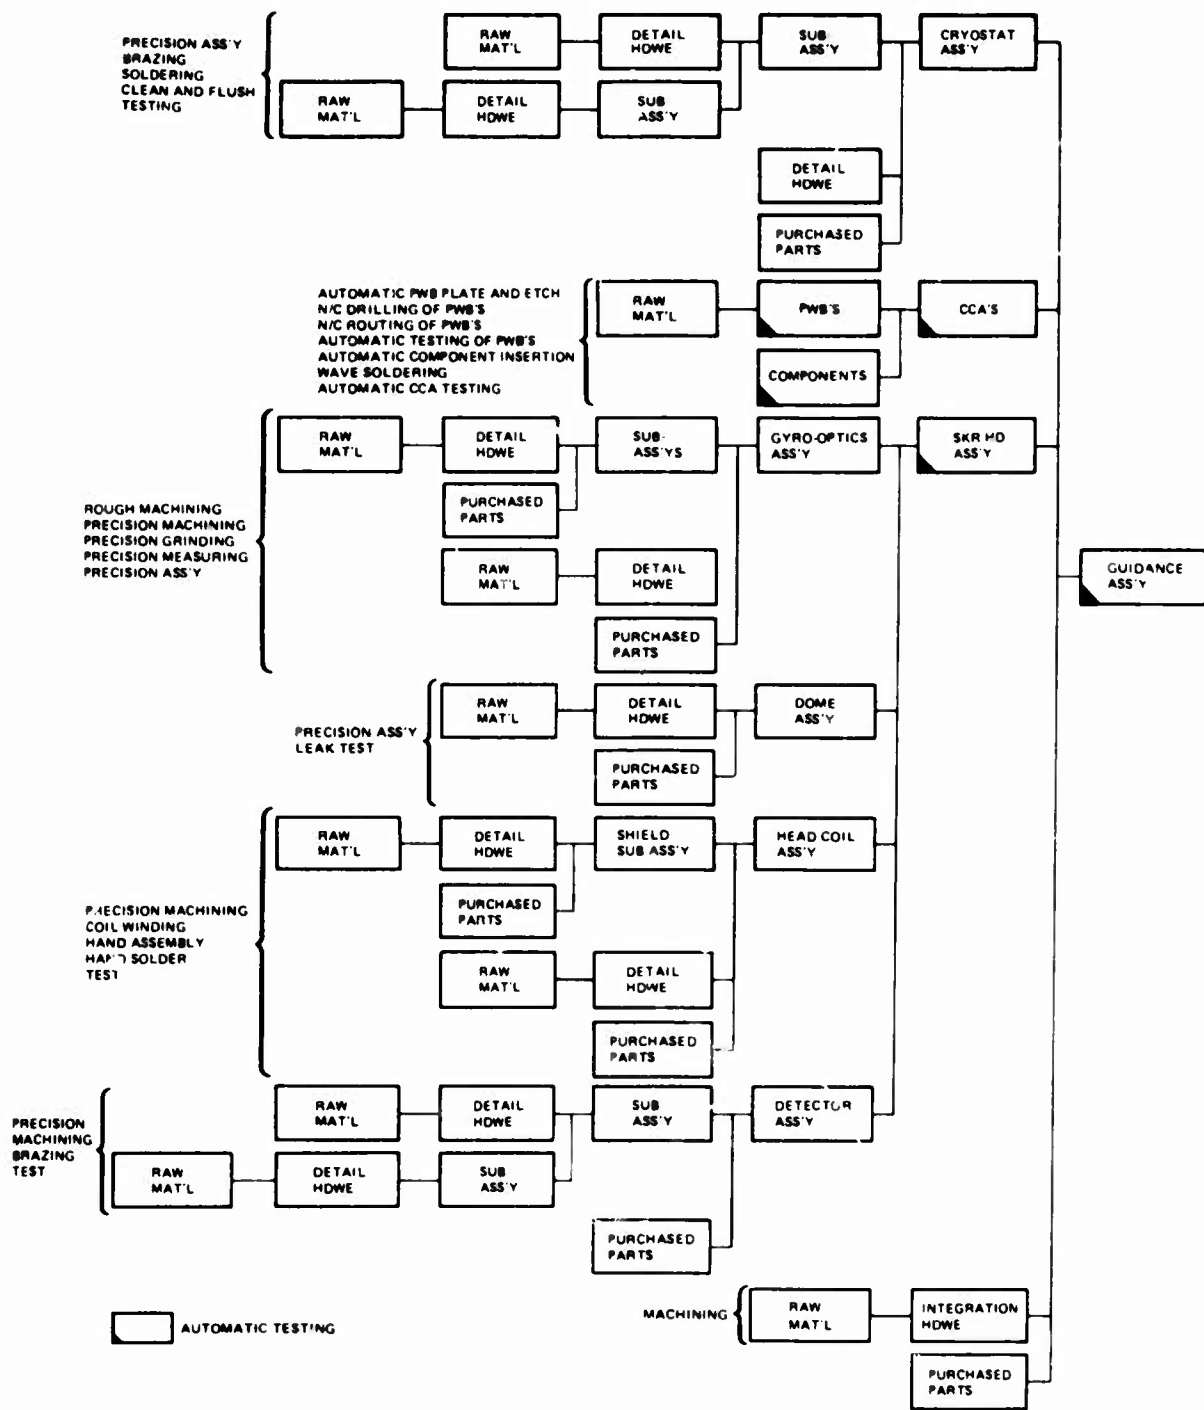 PRECISION ASS'Y
BRAZING
SOLDERING
CLEAN AND FLUSH
TESTING
RAW
MAT'L
DETAIL
HDWE
SUB
ASS'Y
CRYOSTAT
ASS'Y
RAW
MAT'L
DETAIL
HDWE
SUB
ASS'Y
DETAIL
HDWE
PURCHASED
PARTS
AUTOMATIC PWB PLATE AND ETCH
N/C DRILLING OF PWB'S
N/C ROUTING OF PWB'S
AUTOMATIC TESTING OF PWB'S
AUTOMATIC COMPONENT INSERTION
WAVE SOLDERING
AUTOMATIC CCA TESTING
RAW
MAT'L
PWB'S
CCA'S
COMPONENTS
ROUGH MACHINING
PRECISION MACHINING
PRECISION GRINDING
PRECISION MEASURING
PRECISION ASS'Y
RAW
MAT'L
DETAIL
HDWE
SUB-
ASS'YS
GYRO-OPTICS
ASS'Y
SKR HD
ASS'Y
PURCHASED
PARTS
RAW
MAT'L
DETAIL
HDWE
PURCHASED
PARTS
GUIDANCE
ASS'Y
PRECISION ASS'Y
LEAK TEST
RAW
MAT'L
DETAIL
HDWE
DOME
ASS'Y
PURCHASED
PARTS
PRECISION MACHINING
COIL WINDING
HAND ASSEMBLY
HAND SOLDER
TEST
RAW
MAT'L
DETAIL
HDWE
SHIELD
SUB ASS'Y
HEAD COIL
ASS'Y
PURCHASED
PARTS
RAW
MAT'L
DETAIL
HDWE
PURCHASED
PARTS
PRECISION
MACHINING
BRAZING
TEST
RAW
MAT'L
DETAIL
HDWE
SUB
ASS'Y
DETECTOR
ASS'Y
RAW
MAT'L
DETAIL
HDWE
SUB
ASS'Y
PURCHASED
PARTS
MACHINING
RAW
MAT'L
INTEGRATION
HDWE
PURCHASED
PARTS
AUTOMATIC TESTING